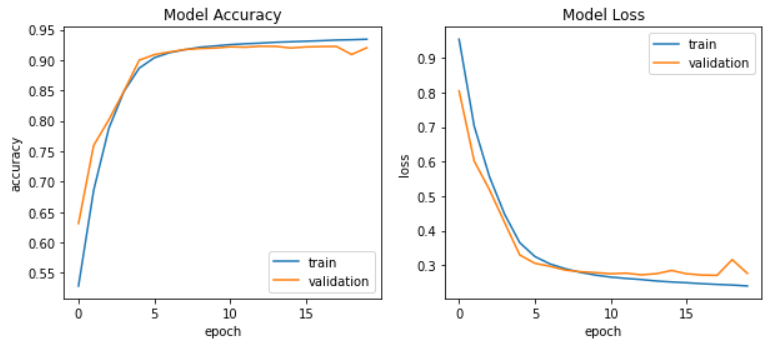 Model Accuracy
0.95
0.90
0.85
0.80
0.75
0.70
0.65
0.60
0.55
accuracy
train
validation
0 5 10 15
epoch
Model Loss
0.9
0.8
0.7
0.6
0.5
0.4
0.3
loss
train
validation
0 5 10 15
epoch